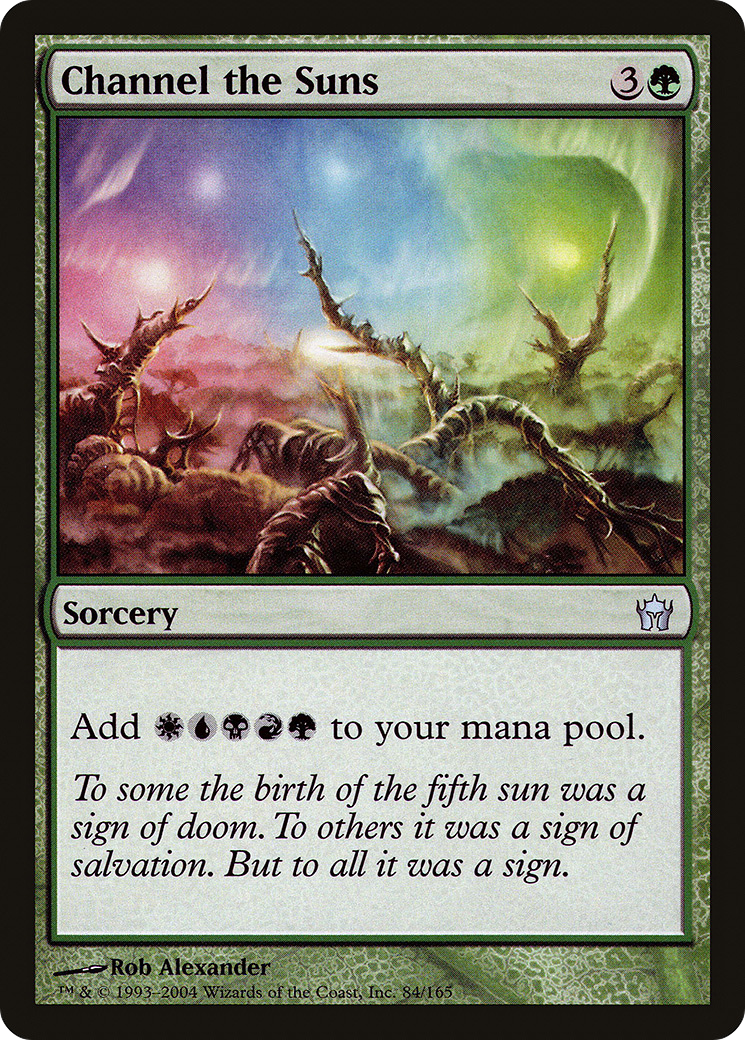 Channel the Suns 3
Sorcery
Add to your mana pool.
To some the birth of the fifth sun was a
sign of doom. To others it was a sign of
salvation. But to all it was a sign.
Rob Alexander
™ & © 1993–2004 Wizards of the Coast, Inc. 84/165